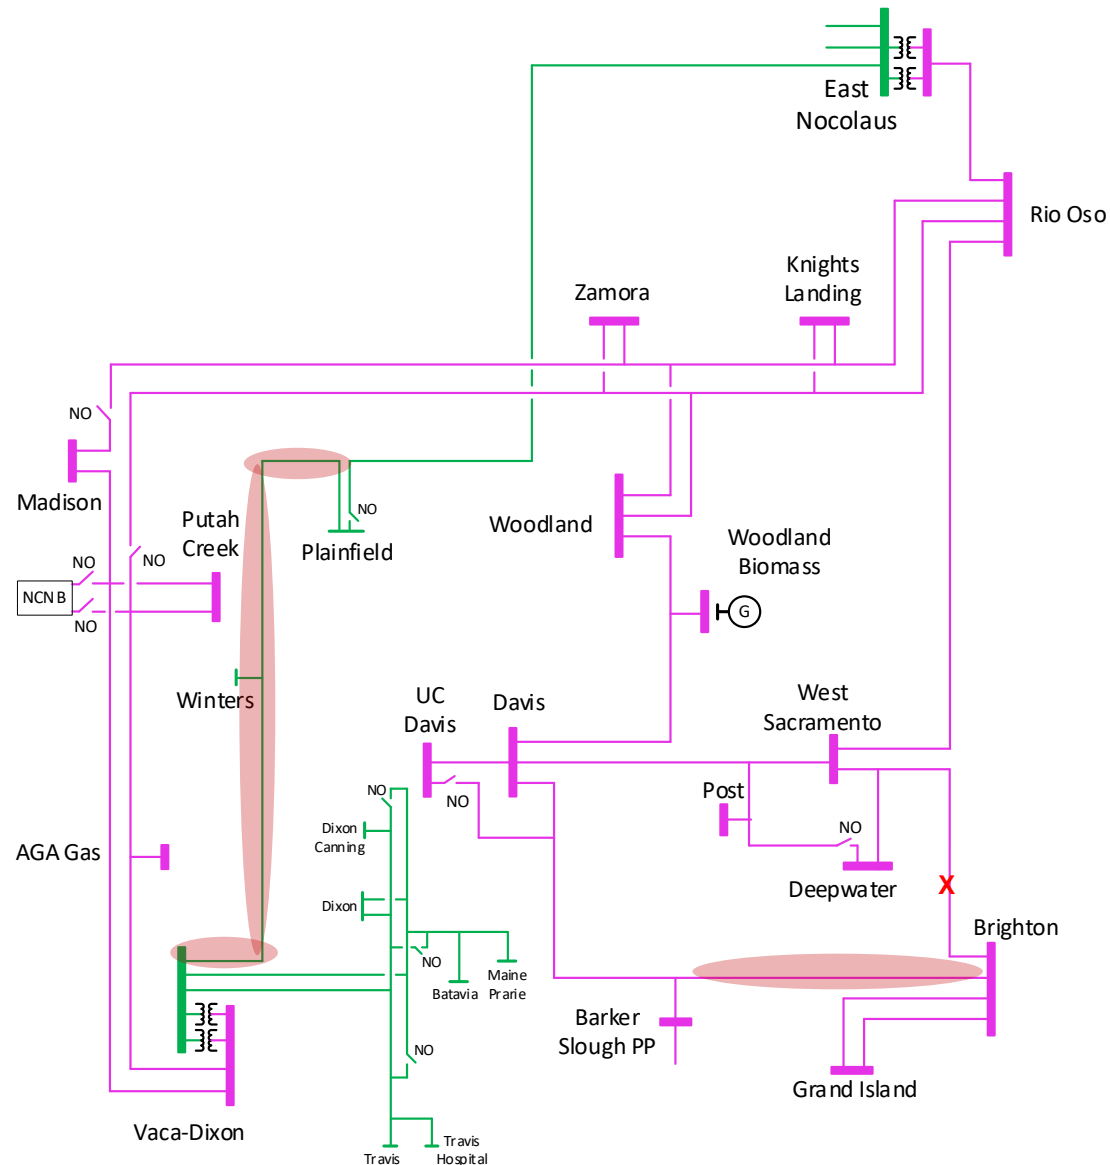 East
Nocolaus
Rio Oso
Knights
Landing
Zamora
NO
Madison
Putah
Creek
NO
Plainfield
Woodland
Woodland
Biomass
NO
NO
NCNB
G
NO
Winters
UC
Davis
Davis
West
Sacramento
NO
NO
Post
Dixon
Canning
NO
AGA Gas
Deepwater
X
Dixon
Brighton
NO
Batavia
Maine
Prarie
Barker
Slough PP
NO
Grand Island
Vaca-Dixon
Travis
Travis
Hospital